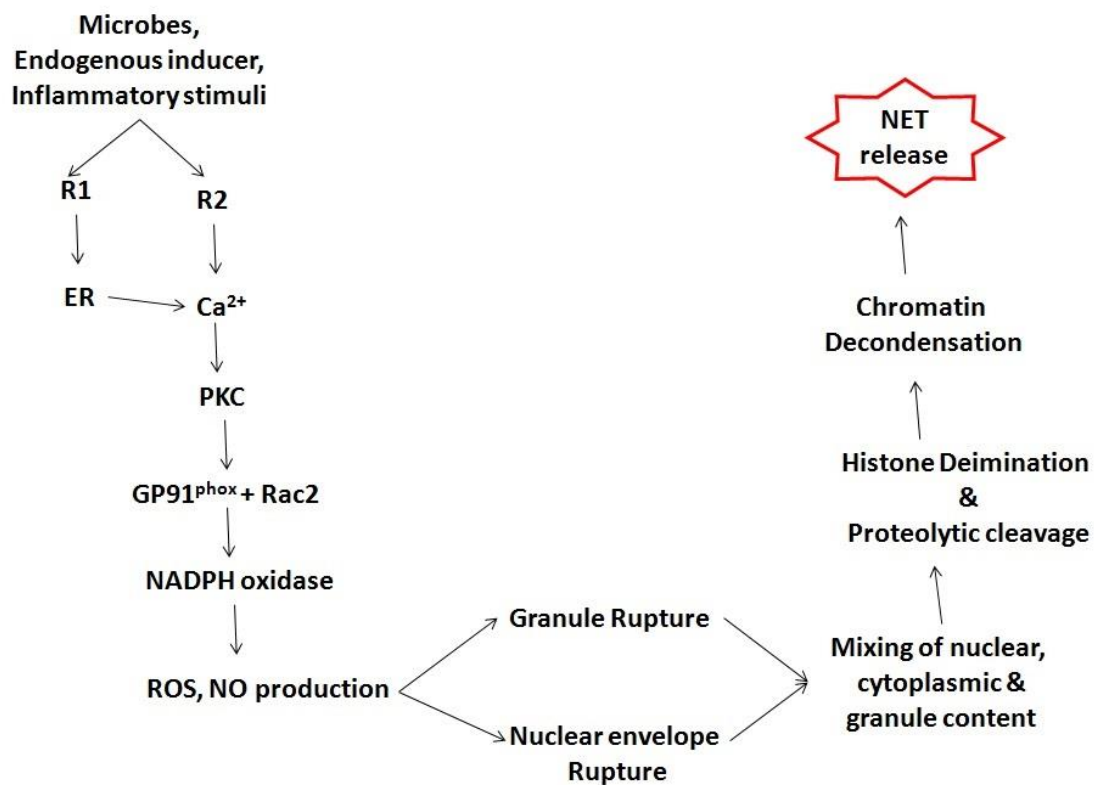 Microbes,
Endogenous inducer,
Inflammatory stimuli
R1
R2
ER
Ca²⁺
PKC
GP91ᵖʰᵒˣ + Rac2
NADPH oxidase
ROS, NO production
Granule Rupture
Nuclear envelope
Rupture
Mixing of nuclear,
cytoplasmic &
granule content
Histone Deimination
&
Proteolytic cleavage
Chromatin
Decondensation
NET
release